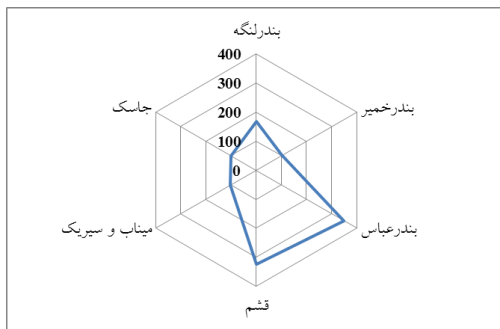 بندرلنگه
400
300
200
100
0
بندرخمیر
بندرعباس
قشم
میناب و سیریک
جاسک